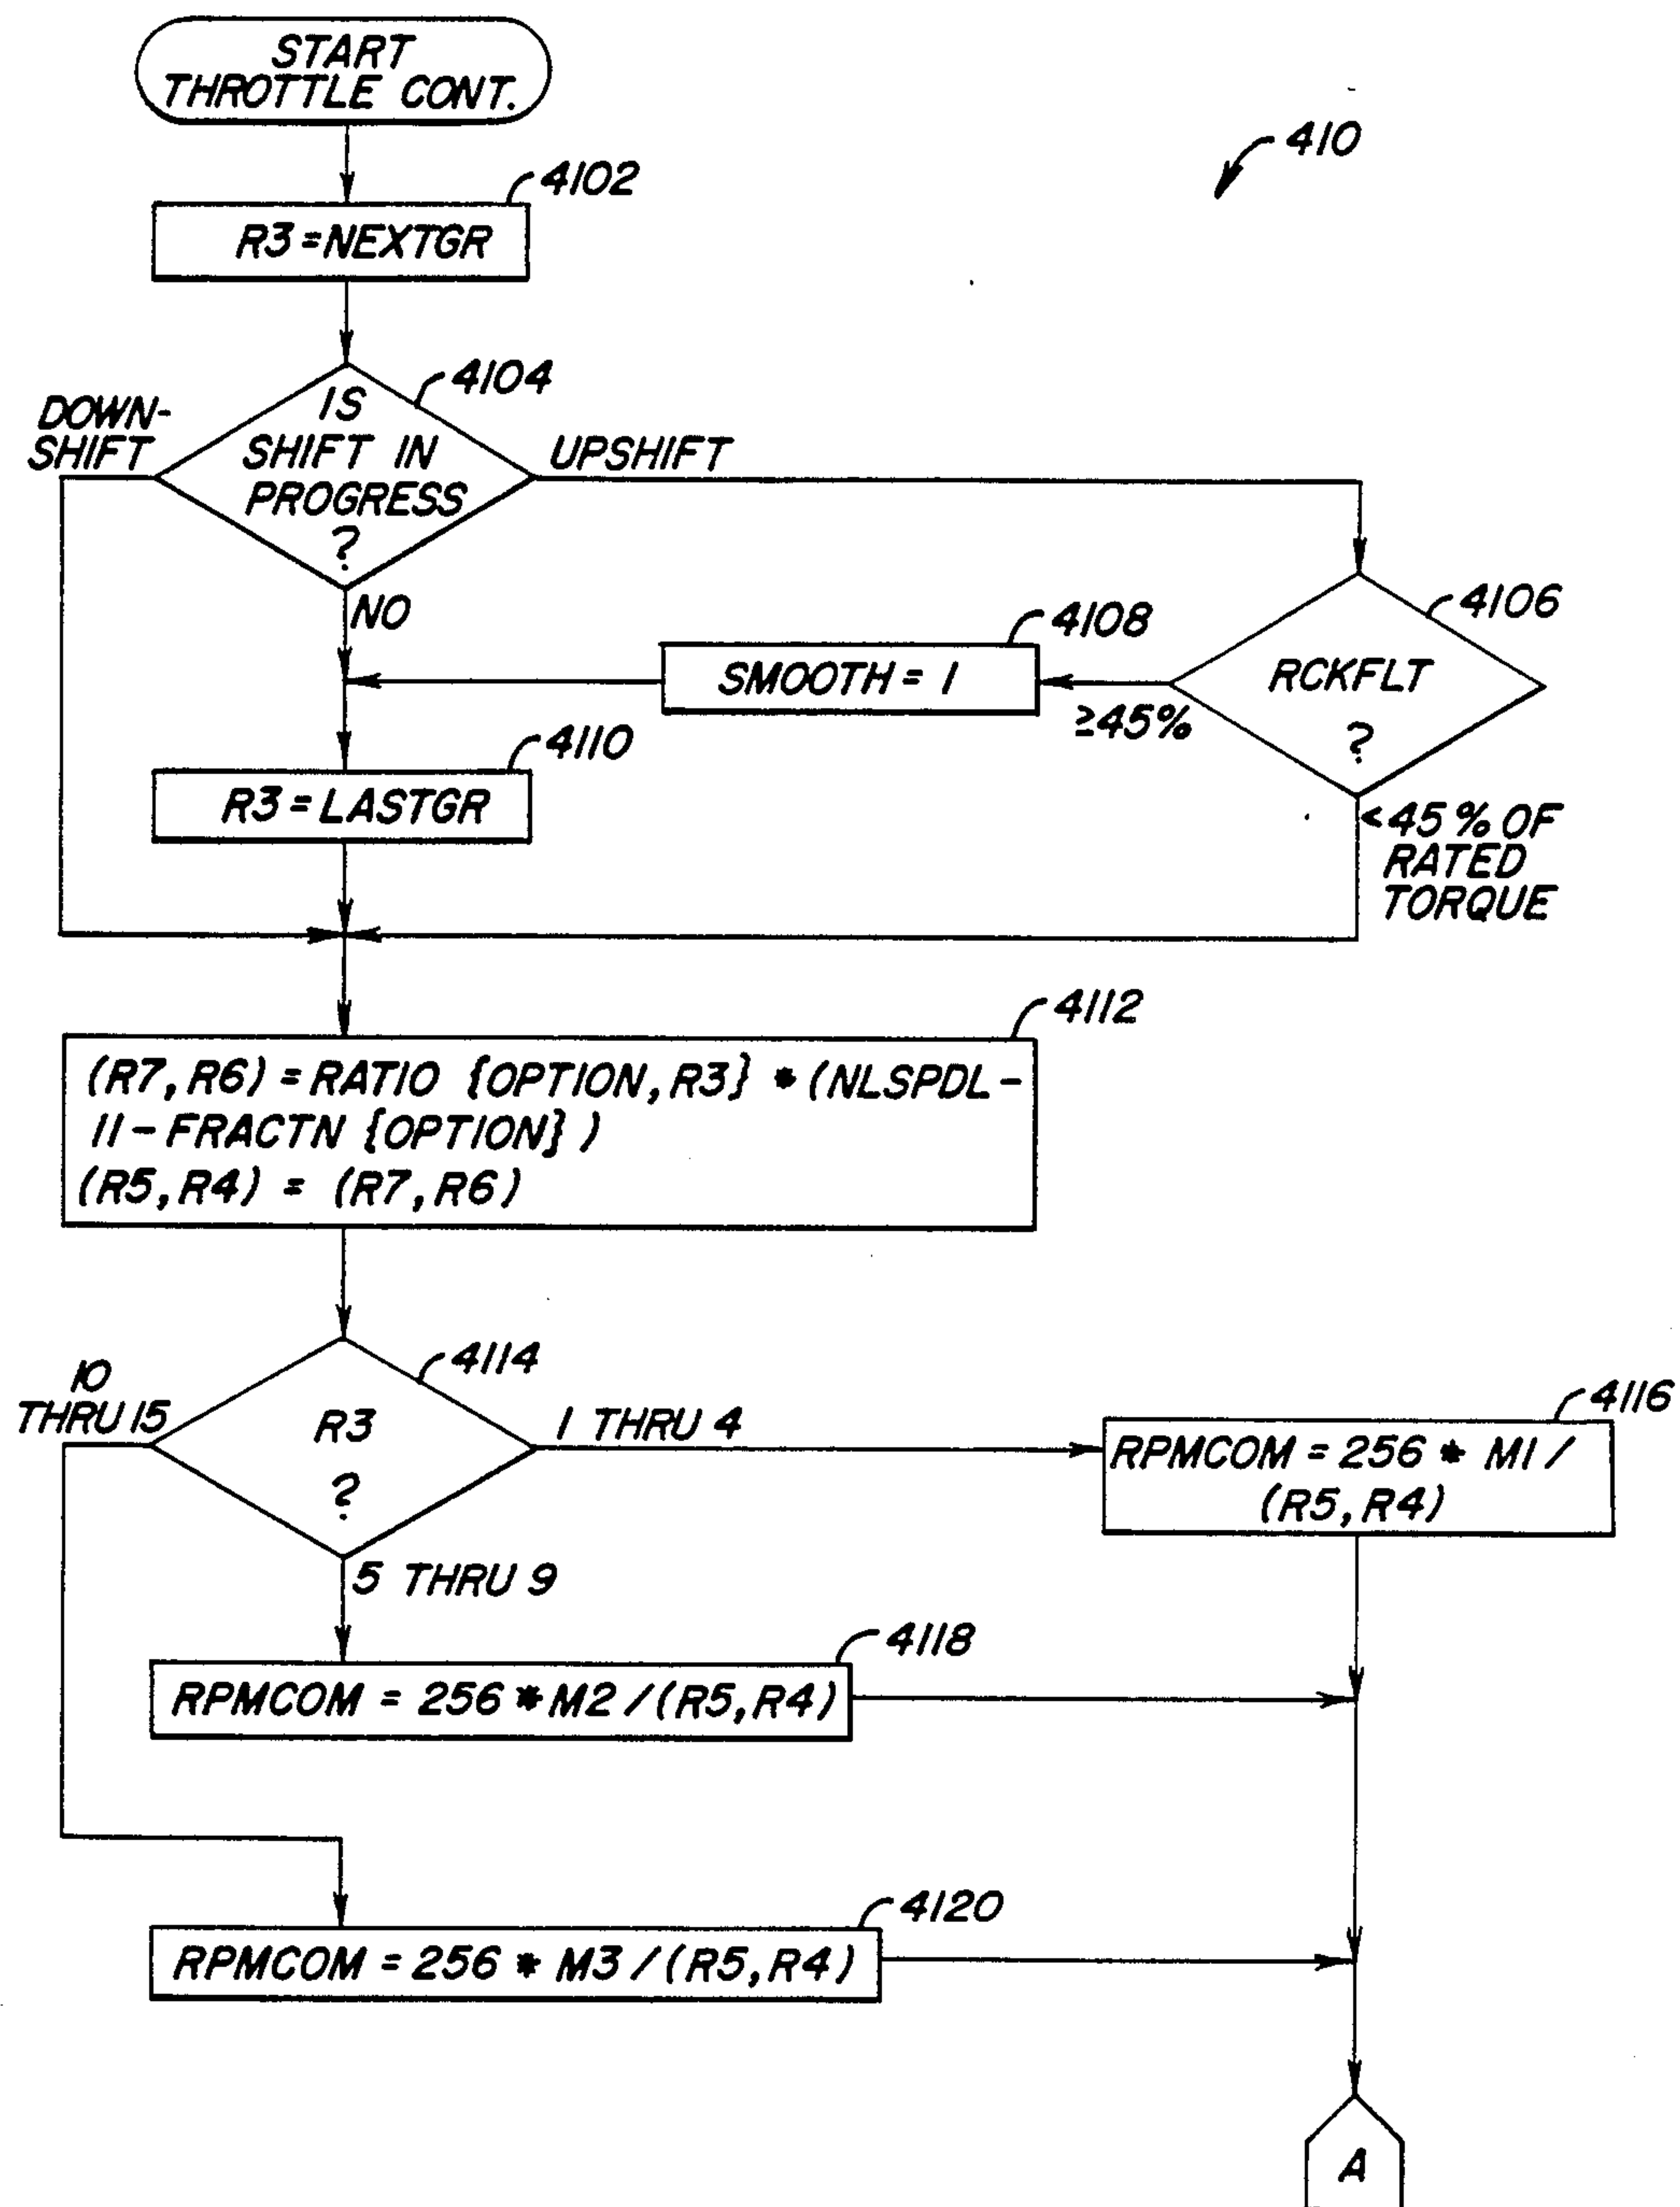 START
THROTTLE CONT.
410
4102
R3 = NEXTGR
4104
IS
SHIFT IN
PROGRESS
?
DOWN-
SHIFT
UPSHIFT
NO
4106
RCKFLT
?
4108
SMOOTH = 1
≥45%
<45% OF
RATED
TORQUE
4110
R3 = LASTGR
4112
(R7, R6) = RATIO {OPTION, R3} * (NLSPDL -
11 - FRACTN {OPTION})
(R5, R4) = (R7, R6)
4114
R3
?
10
THRU 15
1 THRU 4
5 THRU 9
4116
RPMCOM = 256 * M1 /
(R5, R4)
4118
RPMCOM = 256 * M2 / (R5, R4)
4120
RPMCOM = 256 * M3 / (R5, R4)
A